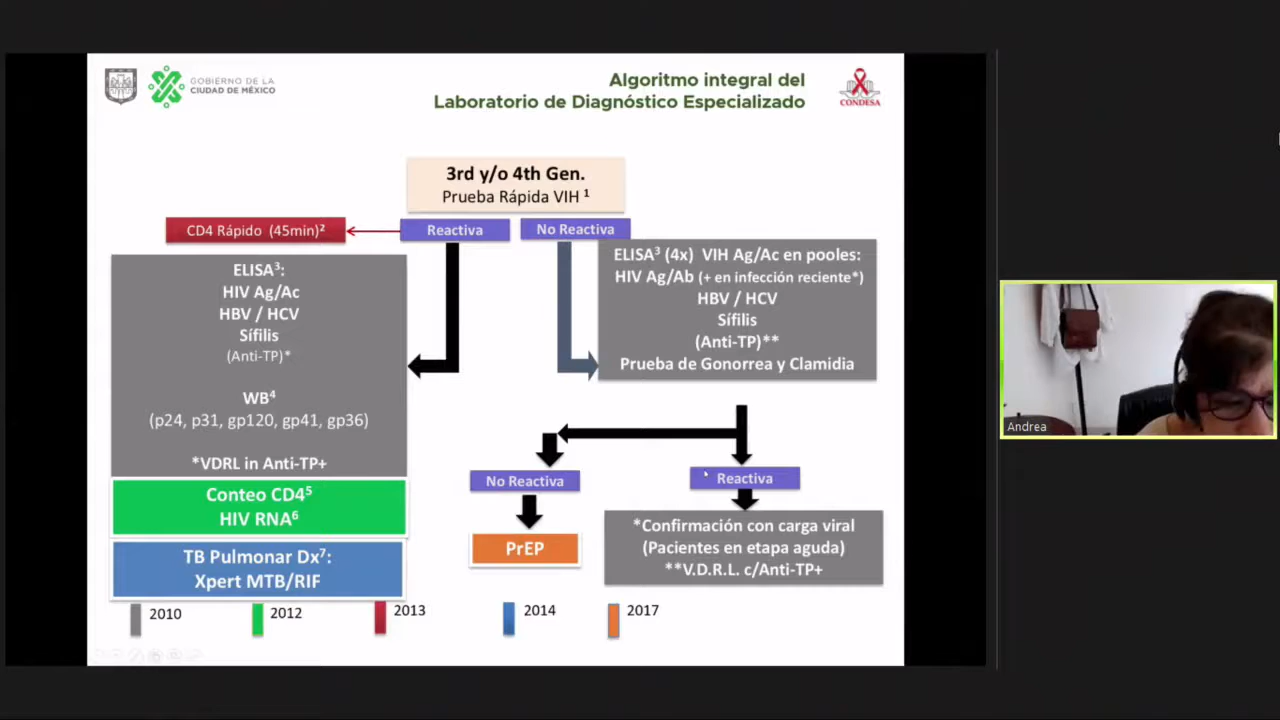 GOBIERNO DE LA
CIUDAD DE MÉXICO
Algoritmo integral del
Laboratorio de Diagnóstico Especializado
CONDESA
3rd y/o 4th Gen.
Prueba Rápida VIH ¹
CD4 Rápido (45min)²
Reactiva
No Reactiva
ELISA³:
HIV Ag/Ac
HBV / HCV
Sífilis
(Anti-TP)*
WB⁴
(p24, p31, gp120, gp41, gp36)
*VDRL in Anti-TP+
Conteo CD4⁵
HIV RNA⁶
TB Pulmonar Dx⁷:
Xpert MTB/RIF
ELISA³ (4x) VIH Ag/Ac en pooles:
HIV Ag/Ab (+ en infección reciente*)
HBV / HCV
Sífilis
(Anti-TP)**
Prueba de Gonorrea y Clamidia
No Reactiva
Reactiva
PrEP
*Confirmación con carga viral
(Pacientes en etapa aguda)
**V.D.R.L. c/Anti-TP+
2010
2012
2013
2014
2017
Andrea